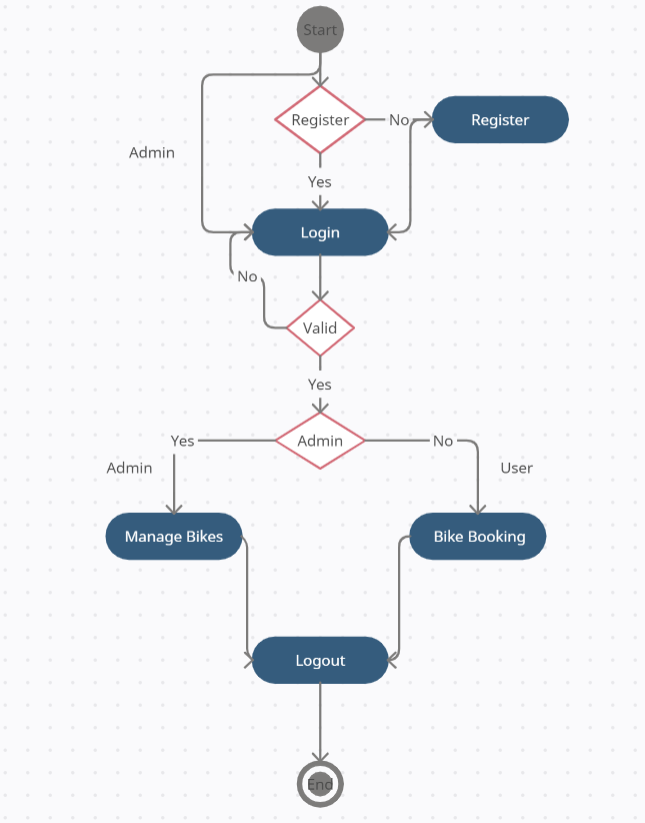 Start
Register
No
Register
Admin
Yes
Login
No
Valid
Yes
Yes
Admin
No
Admin
User
Manage Bikes
Bike Booking
Logout
End